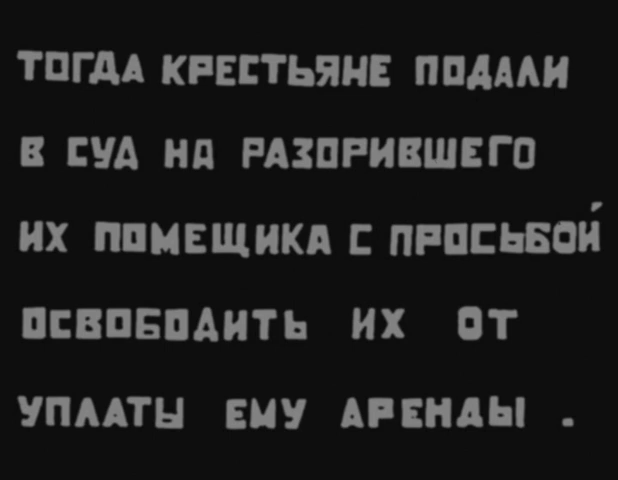 ТОГДА КРЕСТЬЯНЕ ПОДАЛИ
В СУД НА РАЗОРИВШЕГО
ИХ ПОМЕЩИКА С ПРОСЬБОЙ
ОСВОБОДИТЬ ИХ ОТ
УПЛАТЫ ЕМУ АРЕНДЫ .